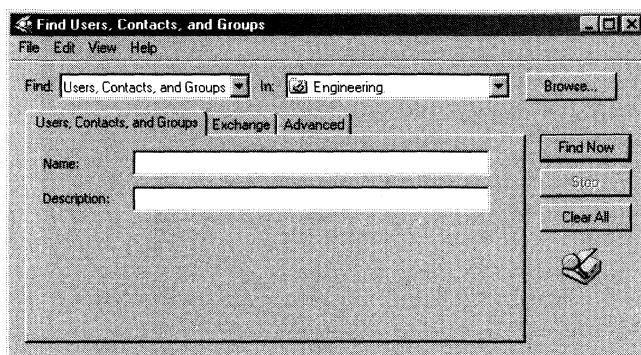 Find Users, Contacts, and Groups
File Edit View Help
Find: Users, Contacts, and Groups In: Engineering Browse...
Users, Contacts, and Groups Exchange Advanced
Name:
Description:
Find Now
Stop
Clear All